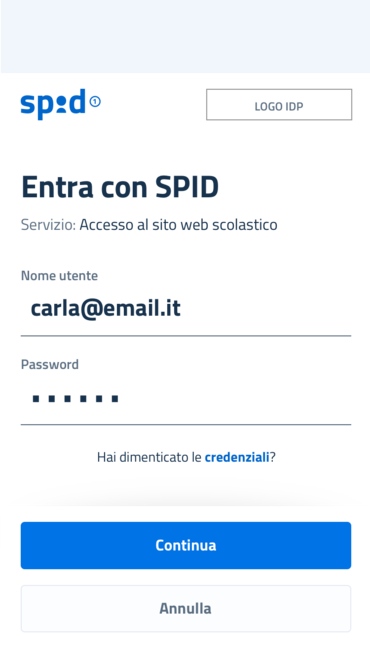 spid 1
LOGO IDP
Entra con SPID
Servizio: Accesso al sito web scolastico
Nome utente
carla@email.it
Password
Hai dimenticato le credenziali?
Continua
Annulla